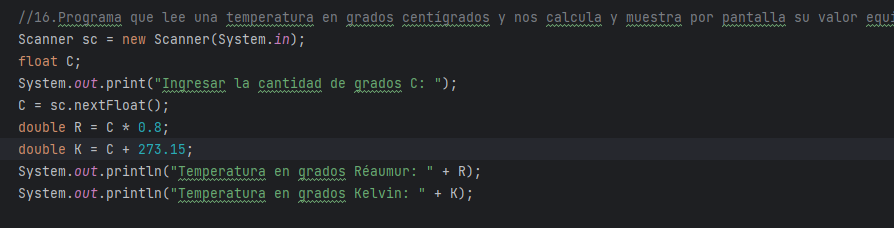 //16.Programa que lee una temperatura en grados centígrados y nos calcula y muestra por pantalla su valor
Scanner sc = new Scanner(System.in);
float C;
System.out.print("Ingresar la cantidad de grados C: ");
C = sc.nextFloat();
double R = C * 0.8;
double K = C + 273.15;
System.out.println("Temperatura en grados Réaumur: " + R);
System.out.println("Temperatura en grados Kelvin: " + K);